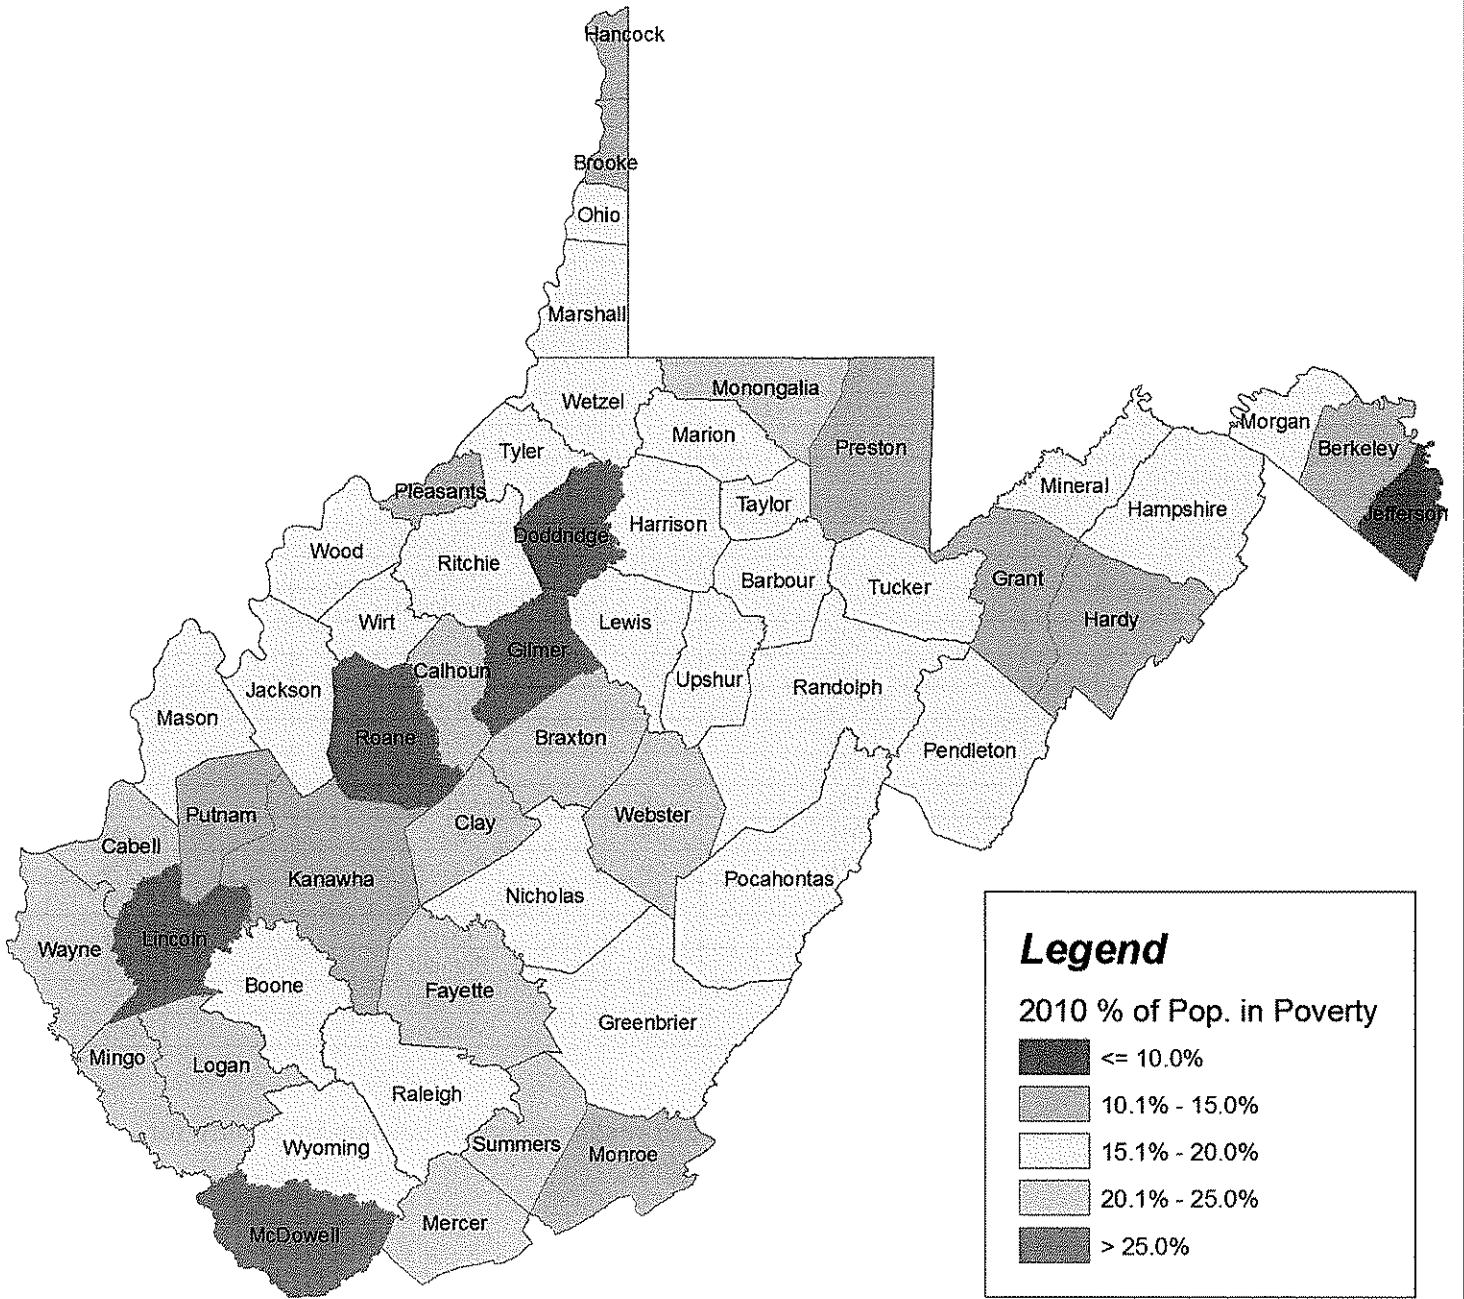 Hancock
Brooke
Ohio
Marshall
Wetzel
Monongalia
Marion
Preston
Tyler
Pleasants
Morgan
Berkeley
Jefferson
Mineral
Hampshire
Taylor
Harrison
Doddridge
Wood
Ritchie
Barbour
Tucker
Grant
Hardy
Wirt
Lewis
Gilmer
Calhoun
Upshur
Randolph
Jackson
Mason
Roane
Braxton
Pendleton
Putnam
Clay
Webster
Cabell
Kanawha
Nicholas
Pocahontas
Wayne
Lincoln
Boone
Fayette
Greenbrier
Mingo
Logan
Raleigh
Wyoming
Summers
Monroe
Mercer
McDowell
Legend
2010 % of Pop. in Poverty
<= 10.0%
10.1% - 15.0%
15.1% - 20.0%
20.1% - 25.0%
> 25.0%